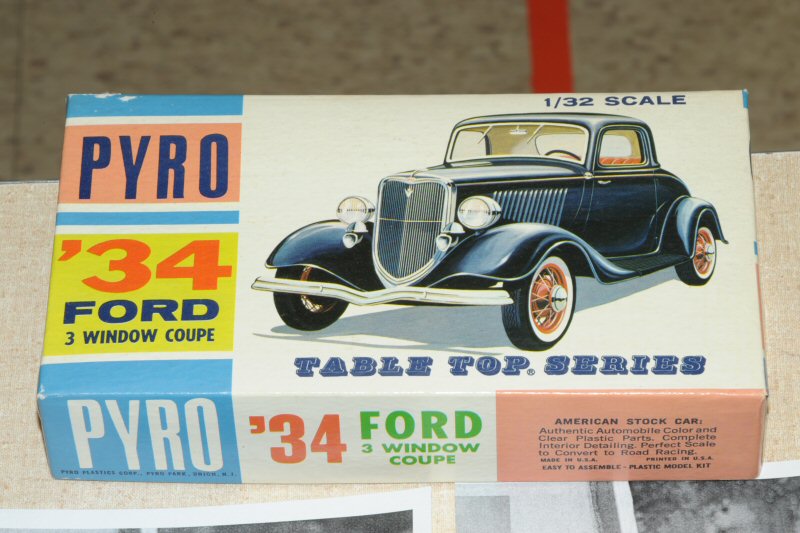 1/32 SCALE
PYRO
'34
FORD
3 WINDOW COUPE
TABLE TOP® SERIES
PYRO
PYRO PLASTICS CORP., PYRO PARK, UNION, N.J.
'34
FORD
3 WINDOW
COUPE
AMERICAN STOCK CAR:
Authentic Automobile Color and
Clear Plastic Parts. Complete
Interior Detailing. Perfect Scale
to Convert to Road Racing.
MADE IN U.S.A. PRINTED IN U.S.A.
EASY TO ASSEMBLE - PLASTIC MODEL KIT